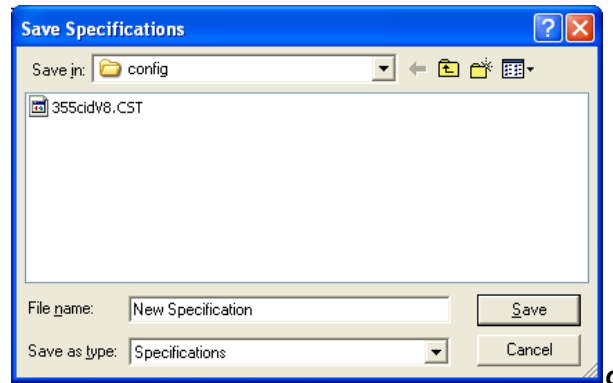 Save Specifications
Save in: config
355cidV8.CST
File name: New Specification Save
Save as type: Specifications Cancel